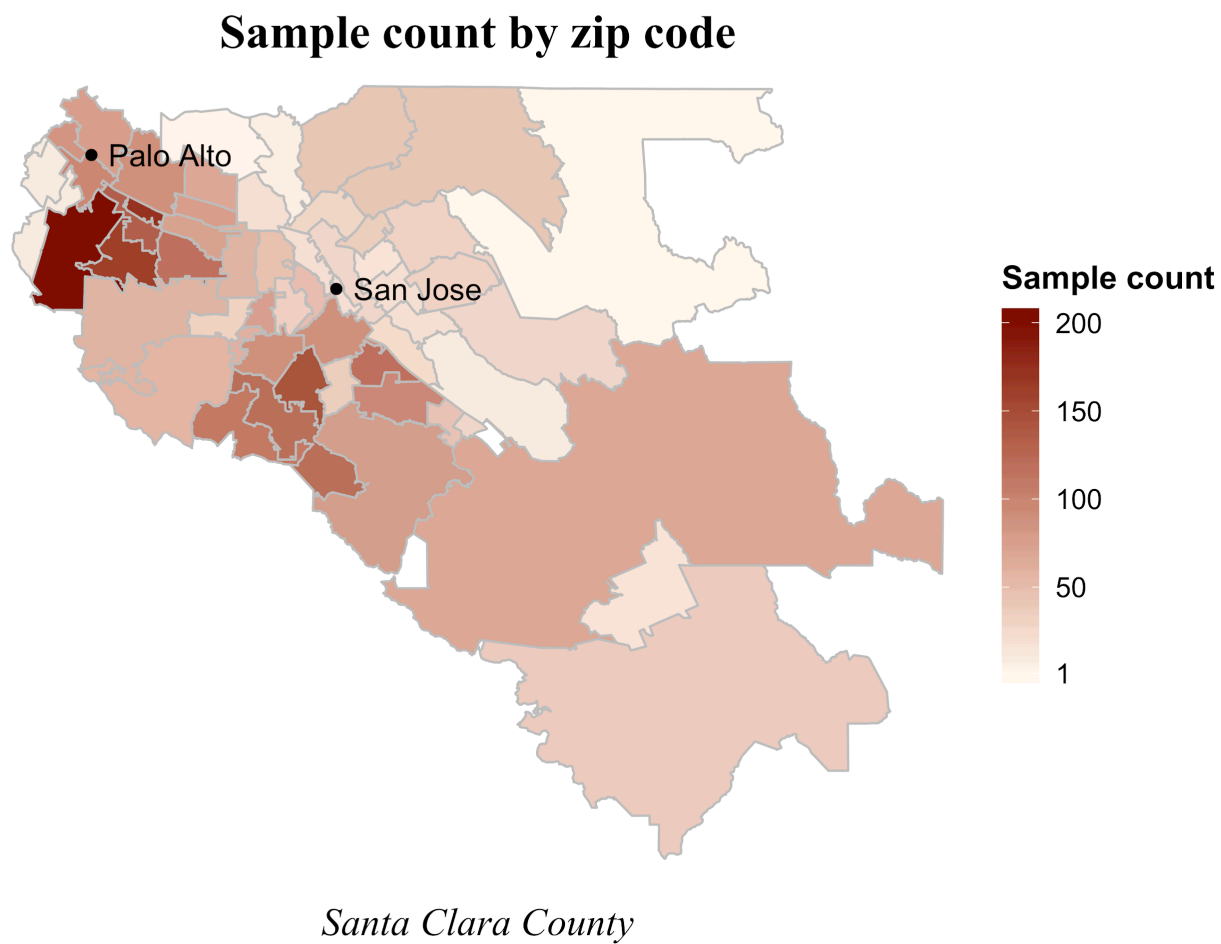 Sample count by zip code
Palo Alto
San Jose
Sample count
200
150
100
50
1
Santa Clara County